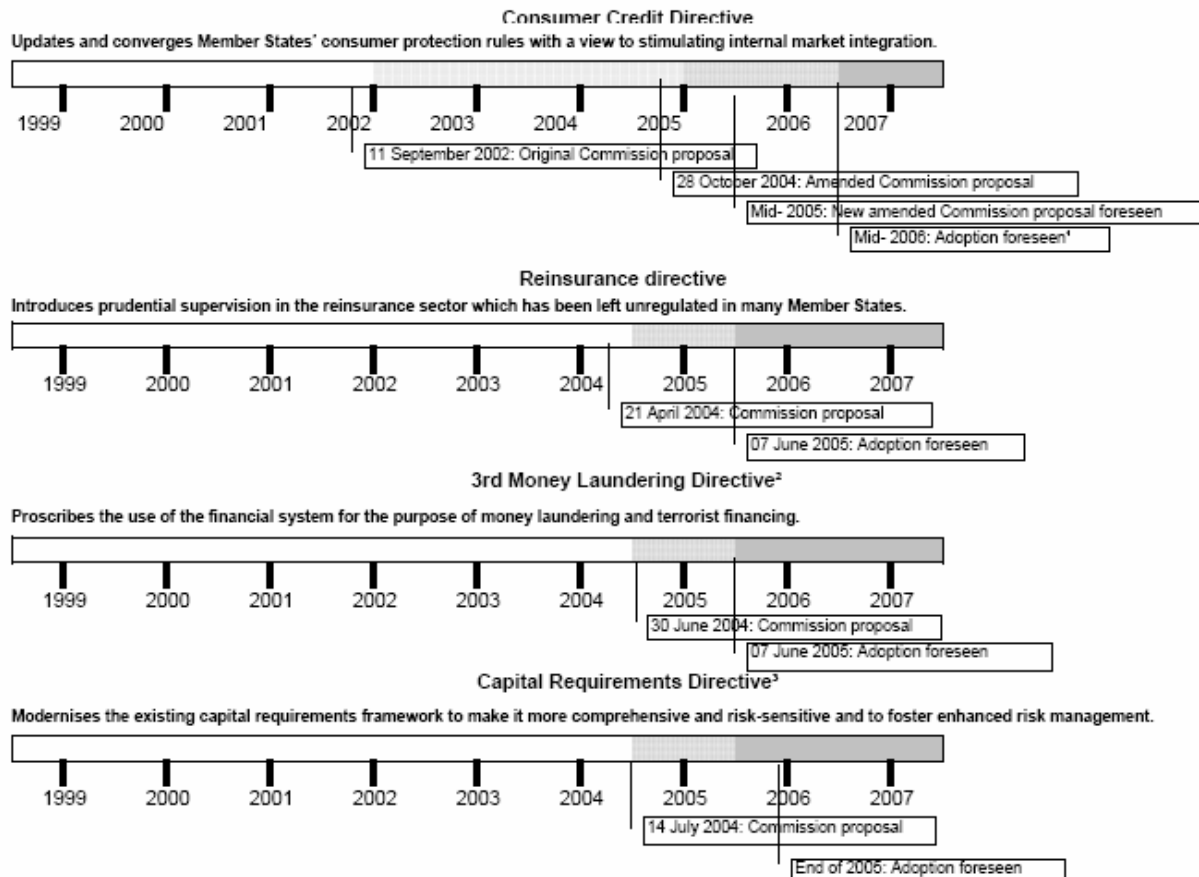 Consumer Credit Directive
Updates and converges Member States' consumer protection rules with a view to stimulating internal market integration.
1999 2000 2001 2002 2003 2004 2005 2006 2007
11 September 2002: Original Commission proposal
28 October 2004: Amended Commission proposal
Mid- 2005: New amended Commission proposal foreseen
Mid- 2006: Adoption foreseen¹
Reinsurance directive
Introduces prudential supervision in the reinsurance sector which has been left unregulated in many Member States.
1999 2000 2001 2002 2003 2004 2005 2006 2007
21 April 2004: Commission proposal
07 June 2005: Adoption foreseen
3rd Money Laundering Directive²
Proscribes the use of the financial system for the purpose of money laundering and terrorist financing.
1999 2000 2001 2002 2003 2004 2005 2006 2007
30 June 2004: Commission proposal
07 June 2005: Adoption foreseen
Capital Requirements Directive³
Modernises the existing capital requirements framework to make it more comprehensive and risk-sensitive and to foster enhanced risk management.
1999 2000 2001 2002 2003 2004 2005 2006 2007
14 July 2004: Commission proposal
End of 2005: Adoption foreseen